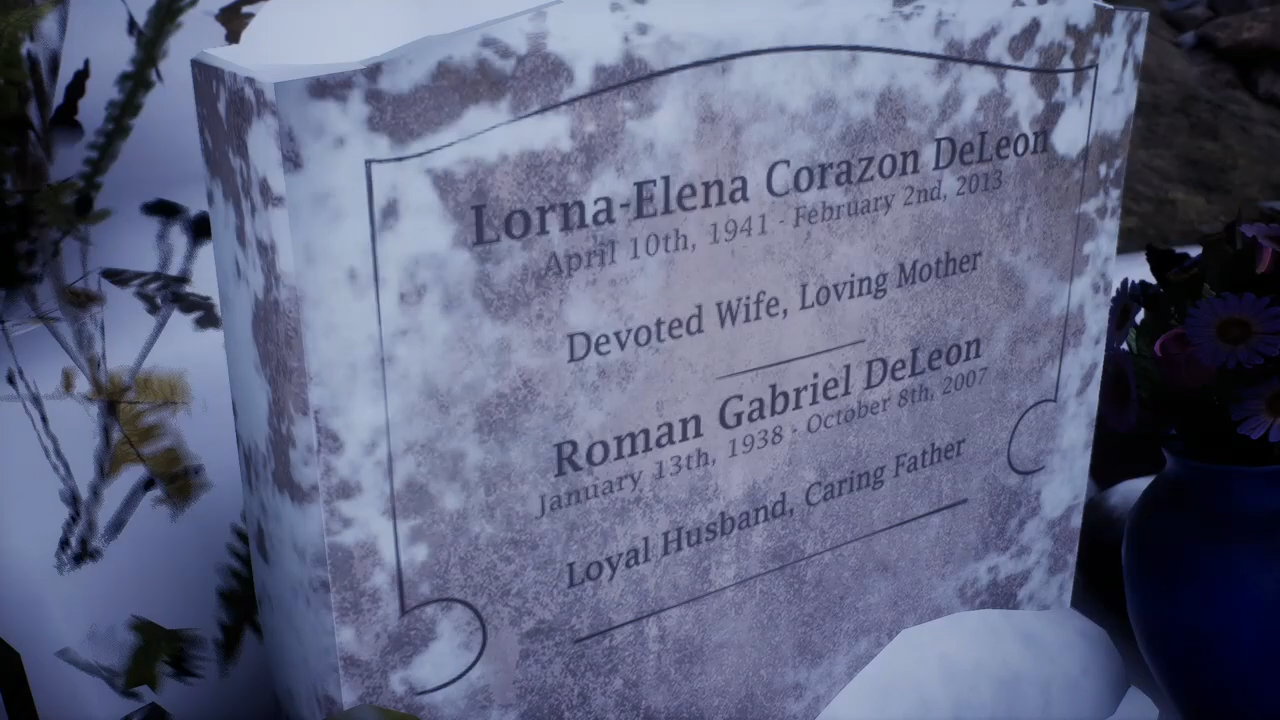 Lorna-Elena Corazon DeLeon
April 10th, 1941 - February 2nd, 2013
Devoted Wife, Loving Mother
Roman Gabriel DeLeon
January 13th, 1938 - October 8th, 2007
Loyal Husband, Caring Father